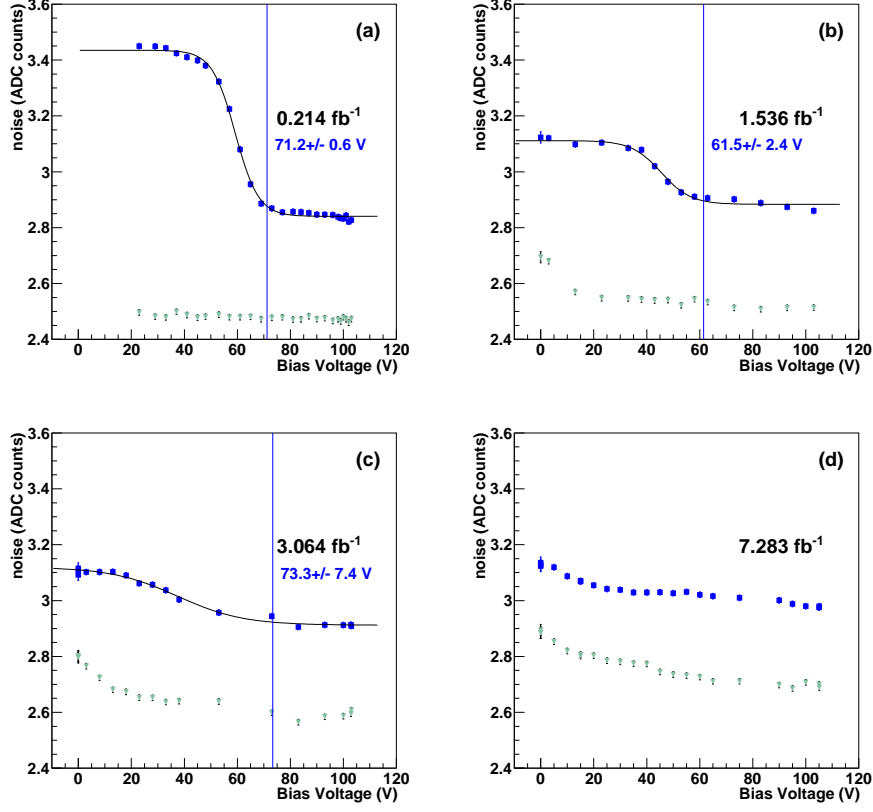 noise (ADC counts)
3.6
3.4
3.2
3
2.8
2.6
2.4
(a)
0.214 fb⁻¹
71.2+/- 0.6 V
0 20 40 60 80 100 120
Bias Voltage (V)
noise (ADC counts)
3.6
3.4
3.2
3
2.8
2.6
2.4
(b)
1.536 fb⁻¹
61.5+/- 2.4 V
0 20 40 60 80 100 120
Bias Voltage (V)
noise (ADC counts)
3.6
3.4
3.2
3
2.8
2.6
2.4
(c)
3.064 fb⁻¹
73.3+/- 7.4 V
0 20 40 60 80 100 120
Bias Voltage (V)
noise (ADC counts)
3.6
3.4
3.2
3
2.8
2.6
2.4
(d)
7.283 fb⁻¹
0 20 40 60 80 100 120
Bias Voltage (V)